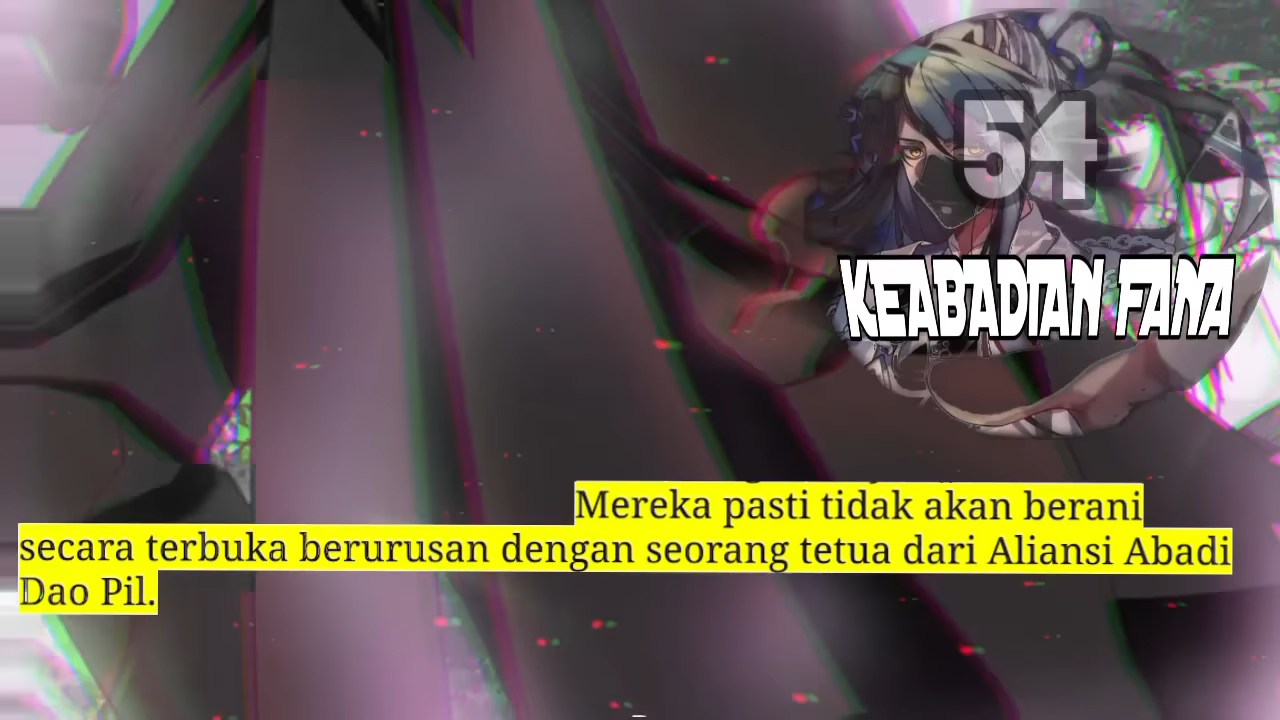 54
KEABADIAN FANA
Mereka pasti tidak akan berani
secara terbuka berurusan dengan seorang tetua dari Aliansi Abadi
Dao Pil.